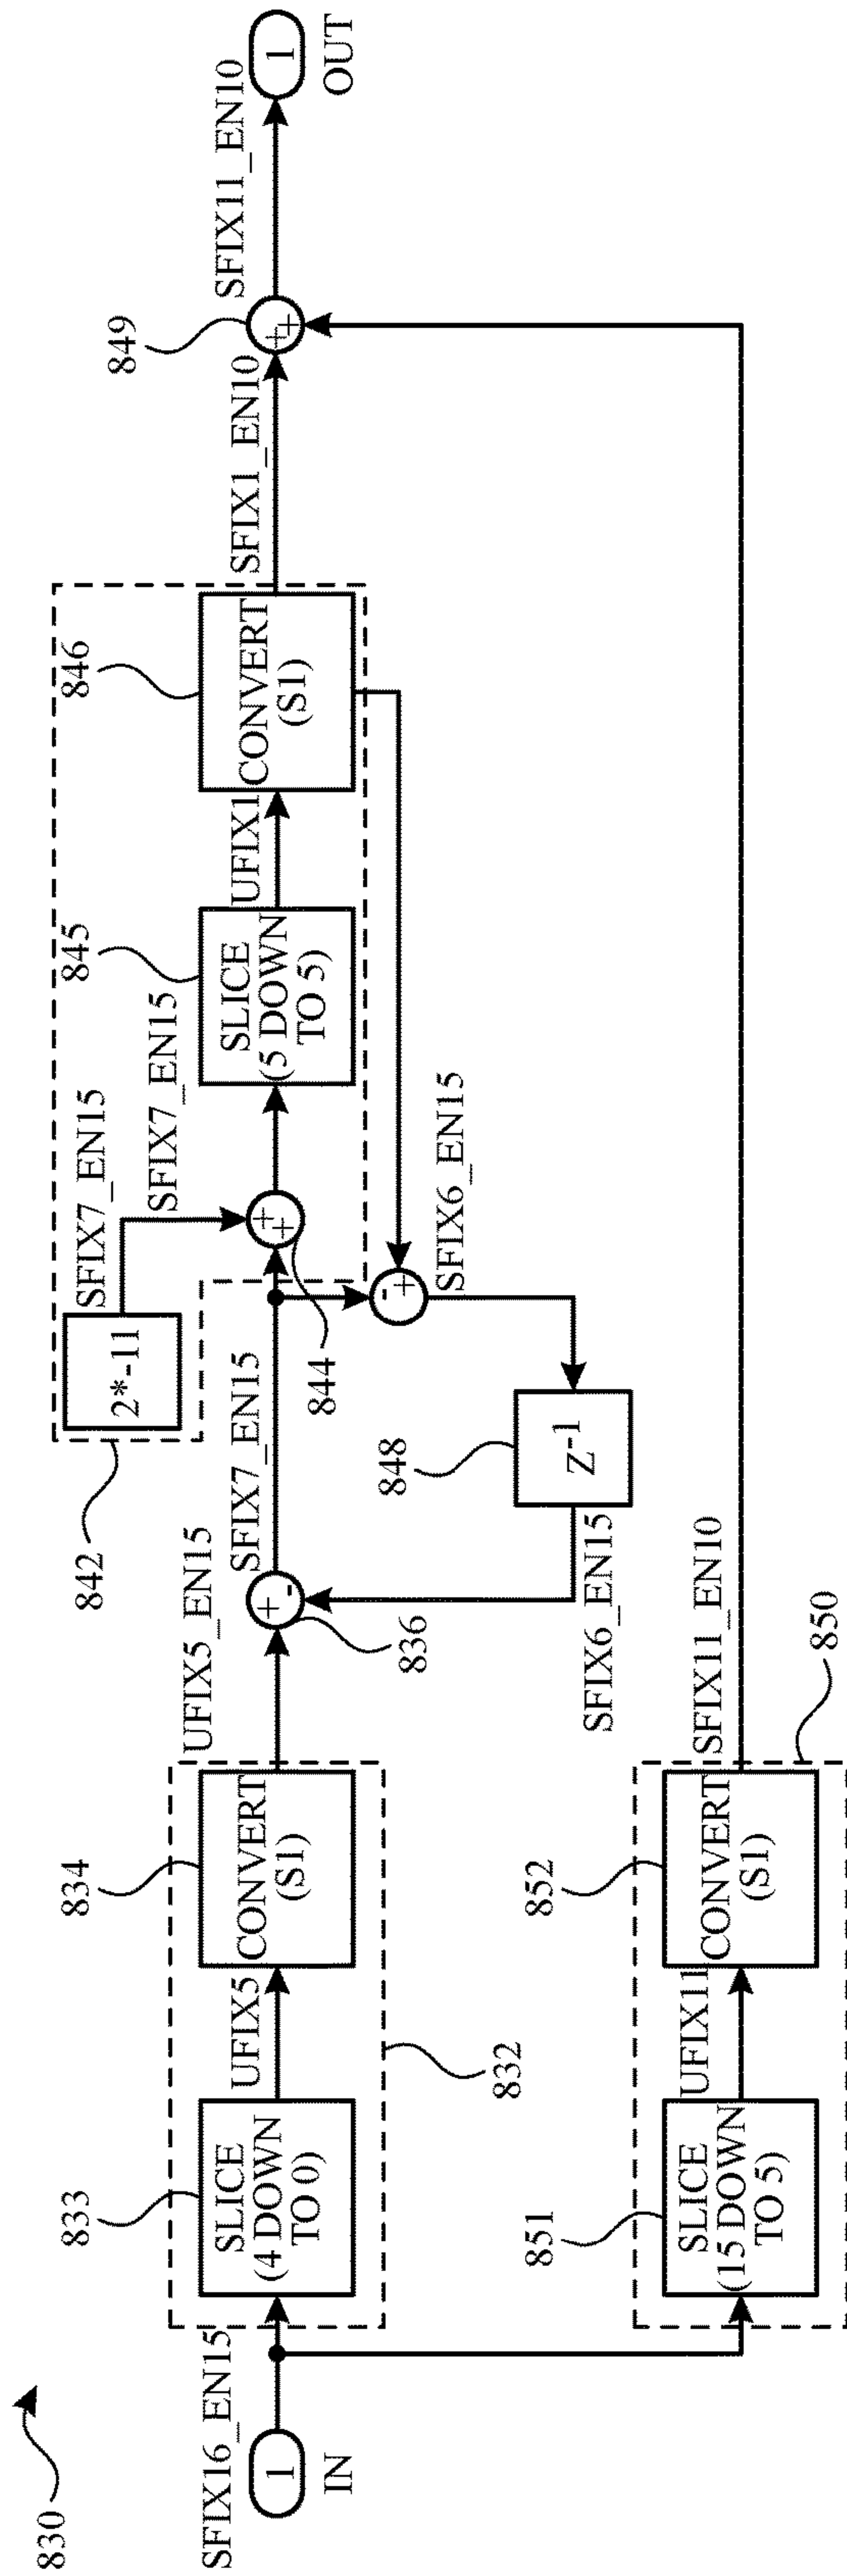 830
SFIX16_EN15
1
IN
833
SLICE
(4 DOWN
TO 0)
UFIX5
834
CONVERT
(S1)
832
UFIX5_EN15
836
SFIX7_EN15
842
2*-11
SFIX7_EN15
844
SFIX7_EN15
845
SLICE
(5 DOWN
TO 5)
UFIX1
846
CONVERT
(S1)
SFIX1_EN10
849
SFIX11_EN10
1
OUT
+
-
+
+
-
+
+
+
SFIX6_EN15
848
Z-1
SFIX6_EN15
851
SLICE
(15 DOWN
TO 5)
UFIX11
852
CONVERT
(S1)
SFIX11_EN10
850